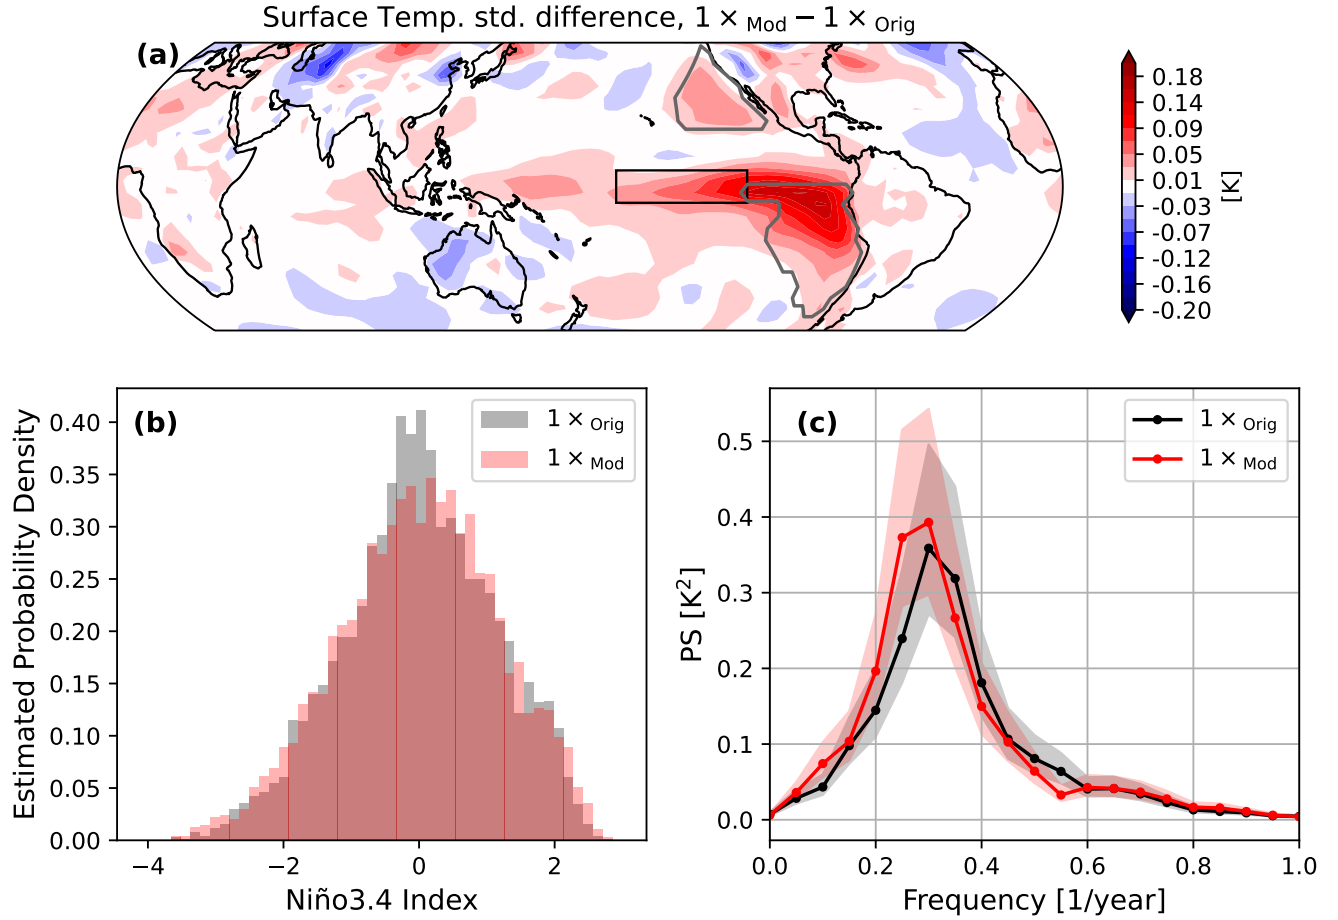 Surface Temp. std. difference, 1 × Mod − 1 × Orig
(a)
0.18
0.14
0.09
0.05
0.01
-0.03
-0.07
-0.12
-0.16
-0.20
[K]
(b)
1 × Orig
1 × Mod
Estimated Probability Density
0.40
0.35
0.30
0.25
0.20
0.15
0.10
0.05
0.00
−4
−2
0
2
Niño3.4 Index
(c)
1 × Orig
1 × Mod
PS [K²]
0.5
0.4
0.3
0.2
0.1
0.0
0.0
0.2
0.4
0.6
0.8
1.0
Frequency [1/year]